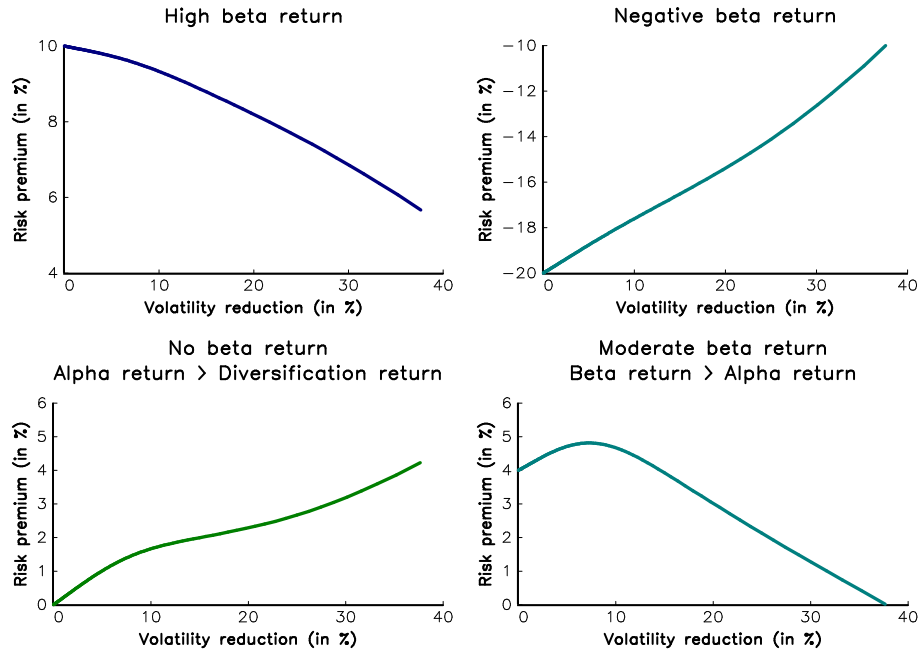 High beta return
Risk premium (in %)
10
8
6
4
0 10 20 30 40
Volatility reduction (in %)
Negative beta return
Risk premium (in %)
−10
−12
−14
−16
−18
−20
0 10 20 30 40
Volatility reduction (in %)
No beta return
Alpha return > Diversification return
Risk premium (in %)
6
5
4
3
2
1
0
0 10 20 30 40
Volatility reduction (in %)
Moderate beta return
Beta return > Alpha return
Risk premium (in %)
6
5
4
3
2
1
0
0 10 20 30 40
Volatility reduction (in %)